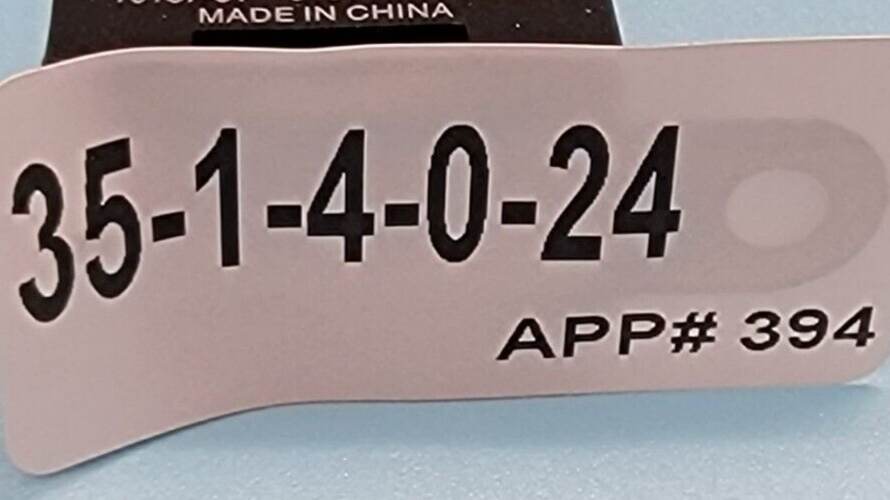 MADE IN CHINA
35-1-4-0-24
APP# 394